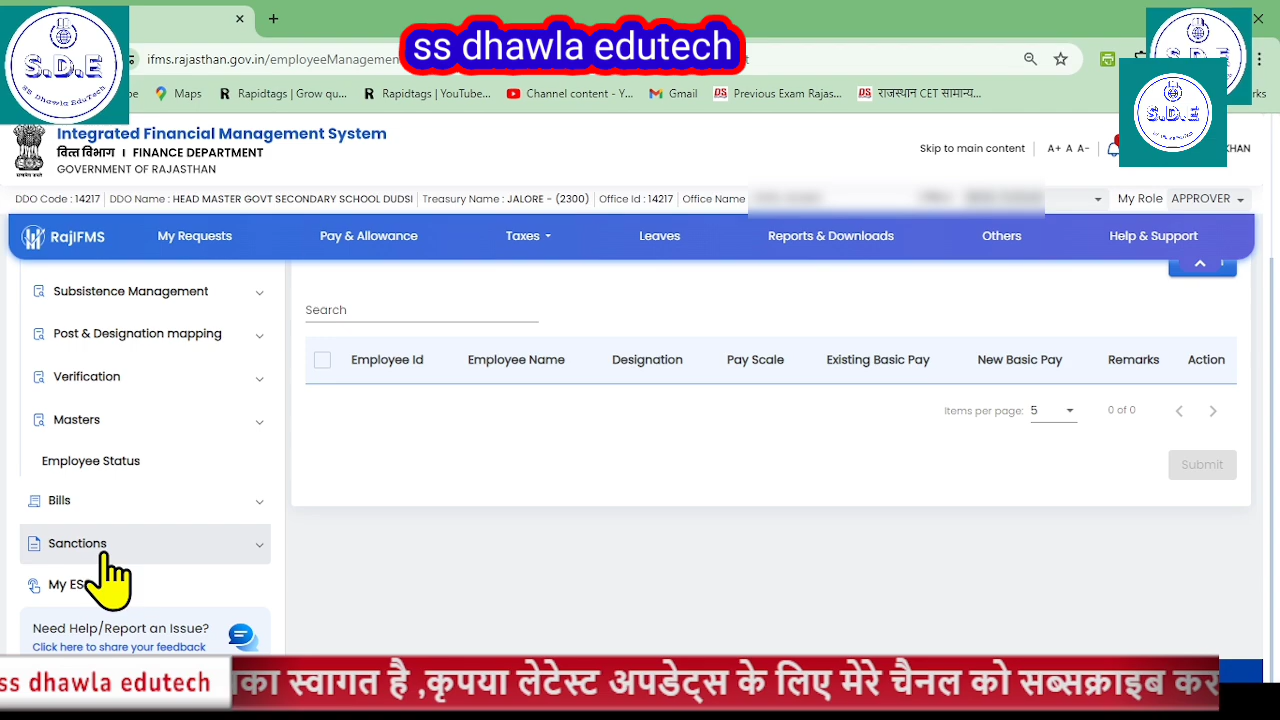 S.D.E
SS Dhawla EduTech
ss dhawla edutech
ifms.rajasthan.gov.in/employeeManagemen
Maps
Rapidtags | Grow qu...
Rapidtags | YouTube...
Channel content - Y...
Gmail
Previous Exam Rajas...
राजस्थान CET सामान्य...
S.D.E
S.D.E
Integrated Financial Management System
वित्त विभाग । FINANCE DEPARTMENT
GOVERNMENT OF RAJASTHAN
Skip to main content
A+ A A-
KHAN
DDO Code : 14217
DDO Name : HEAD MASTER GOVT SECONDARY SCHOOL DUDSI
Treasury Name : JALORE - (2300)
Office Id : 14217
Office Name
My Role APPROVER
RajIFMS
My Requests
Pay & Allowance
Taxes
Leaves
Reports & Downloads
Others
Help & Support
Subsistence Management
Post & Designation mapping
Verification
Masters
Employee Status
Bills
Sanctions
My ES
Need Help/Report an Issue?
Click here to share your feedback
Search
Employee Id
Employee Name
Designation
Pay Scale
Existing Basic Pay
New Basic Pay
Remarks
Action
Items per page: 5
0 of 0
Submit
ss dhawla edutech
का स्वागत है ,कृपया लेटेस्ट अपडेट्स के लिए मेरे चैनल को सब्सक्राइब कर